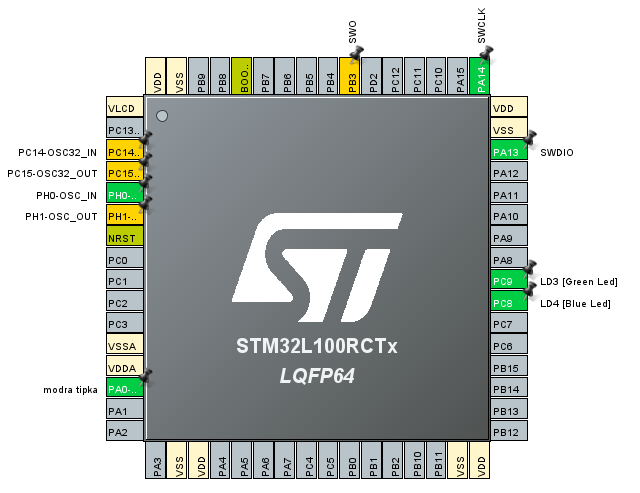 SWO
SWCLK
VDD
VSS
PB9
PB8
BOO..
PB7
PB6
PB5
PB4
PB3
PD2
PC12
PC11
PC10
PA15
PA14
VLCD
PC13..
PC14-OSC32_IN PC14..
PC15-OSC32_OUT PC15..
PH0-OSC_IN PH0-..
PH1-OSC_OUT PH1-..
NRST
PC0
PC1
PC2
PC3
VSSA
VDDA
modra tipka PA0-..
PA1
PA2
ST
STM32L100RCTx
LQFP64
VDD
VSS
PA13 SWDIO
PA12
PA11
PA10
PA9
PA8
PC9 LD3 [Green Led]
PC8 LD4 [Blue Led]
PC7
PC6
PB15
PB14
PB13
PB12
PA3
VSS
VDD
PA4
PA5
PA6
PA7
PC4
PC5
PB0
PB1
PB2
PB10
PB11
VSS
VDD